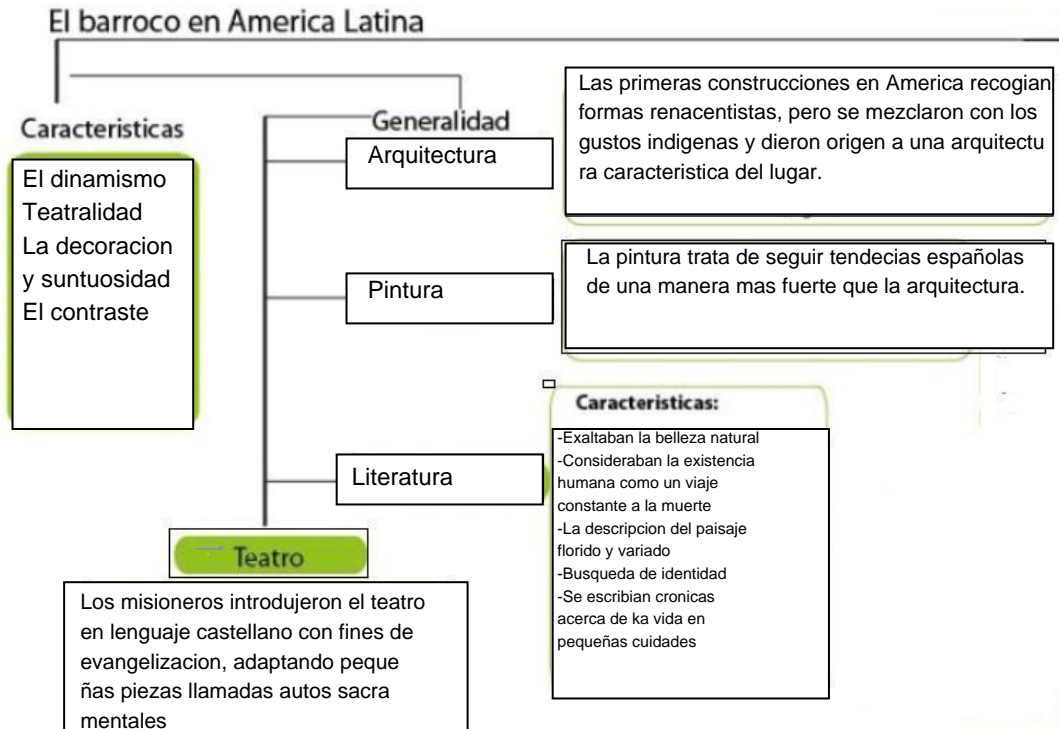 El barroco en America Latina
Caracteristicas
El dinamismo
Teatralidad
La decoracion
y suntuosidad
El contraste
Generalidad
Arquitectura
Las primeras construcciones en America recogian
formas renacentistas, pero se mezclaron con los
gustos indigenas y dieron origen a una arquitectu
ra caracteristica del lugar.
Pintura
La pintura trata de seguir tendecias españolas
de una manera mas fuerte que la arquitectura.
Literatura
Caracteristicas:
-Exaltaban la belleza natural
-Consideraban la existencia
humana como un viaje
constante a la muerte
-La descripcion del paisaje
florido y variado
-Busqueda de identidad
-Se escribian cronicas
acerca de ka vida en
pequeñas cuidades
Teatro
Los misioneros introdujeron el teatro
en lenguaje castellano con fines de
evangelizacion, adaptando peque
ñas piezas llamadas autos sacra
mentales